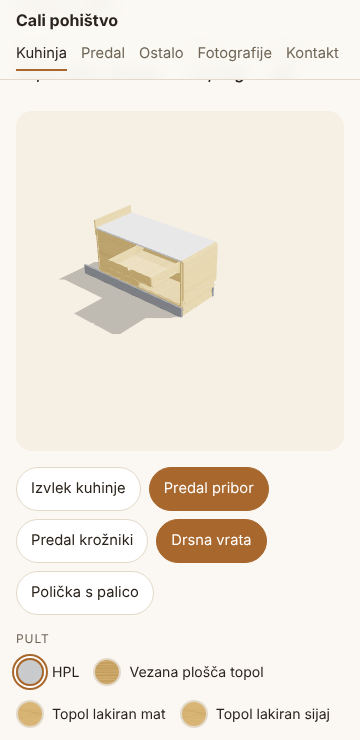 Cali pohištvo
Kuhinja Predal Ostalo Fotografije Kontakt
Izvlek kuhinje Predal pribor
Predal krožniki Drsna vrata
Polička s palico
PULT
HPL Vezana plošča topol
Topol lakiran mat Topol lakiran sijaj